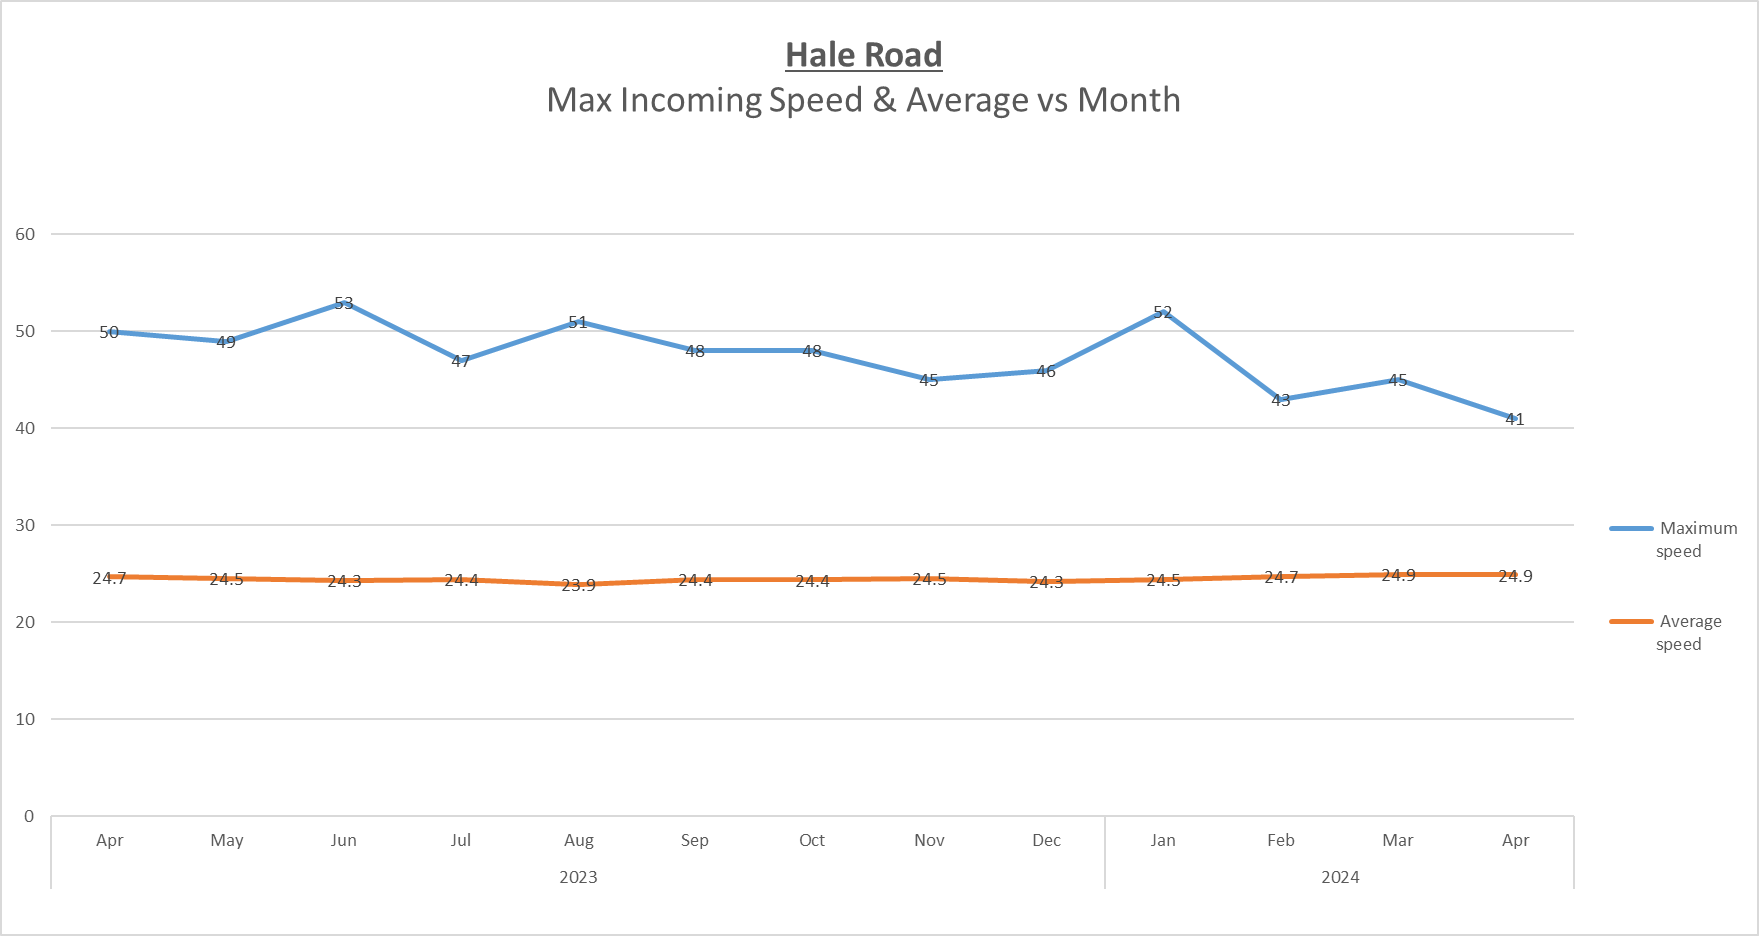 Hale Road
Max Incoming Speed & Average vs Month
60
50
40
30
20
10
0
50 49 53 47 51 48 48 45 46 52 43 45 41
24.7 24.5 24.3 24.4 23.9 24.4 24.4 24.5 24.3 24.5 24.7 24.9 24.9
Maximum
speed
Average
speed
Apr May Jun Jul Aug Sep Oct Nov Dec Jan Feb Mar Apr
2023 2024